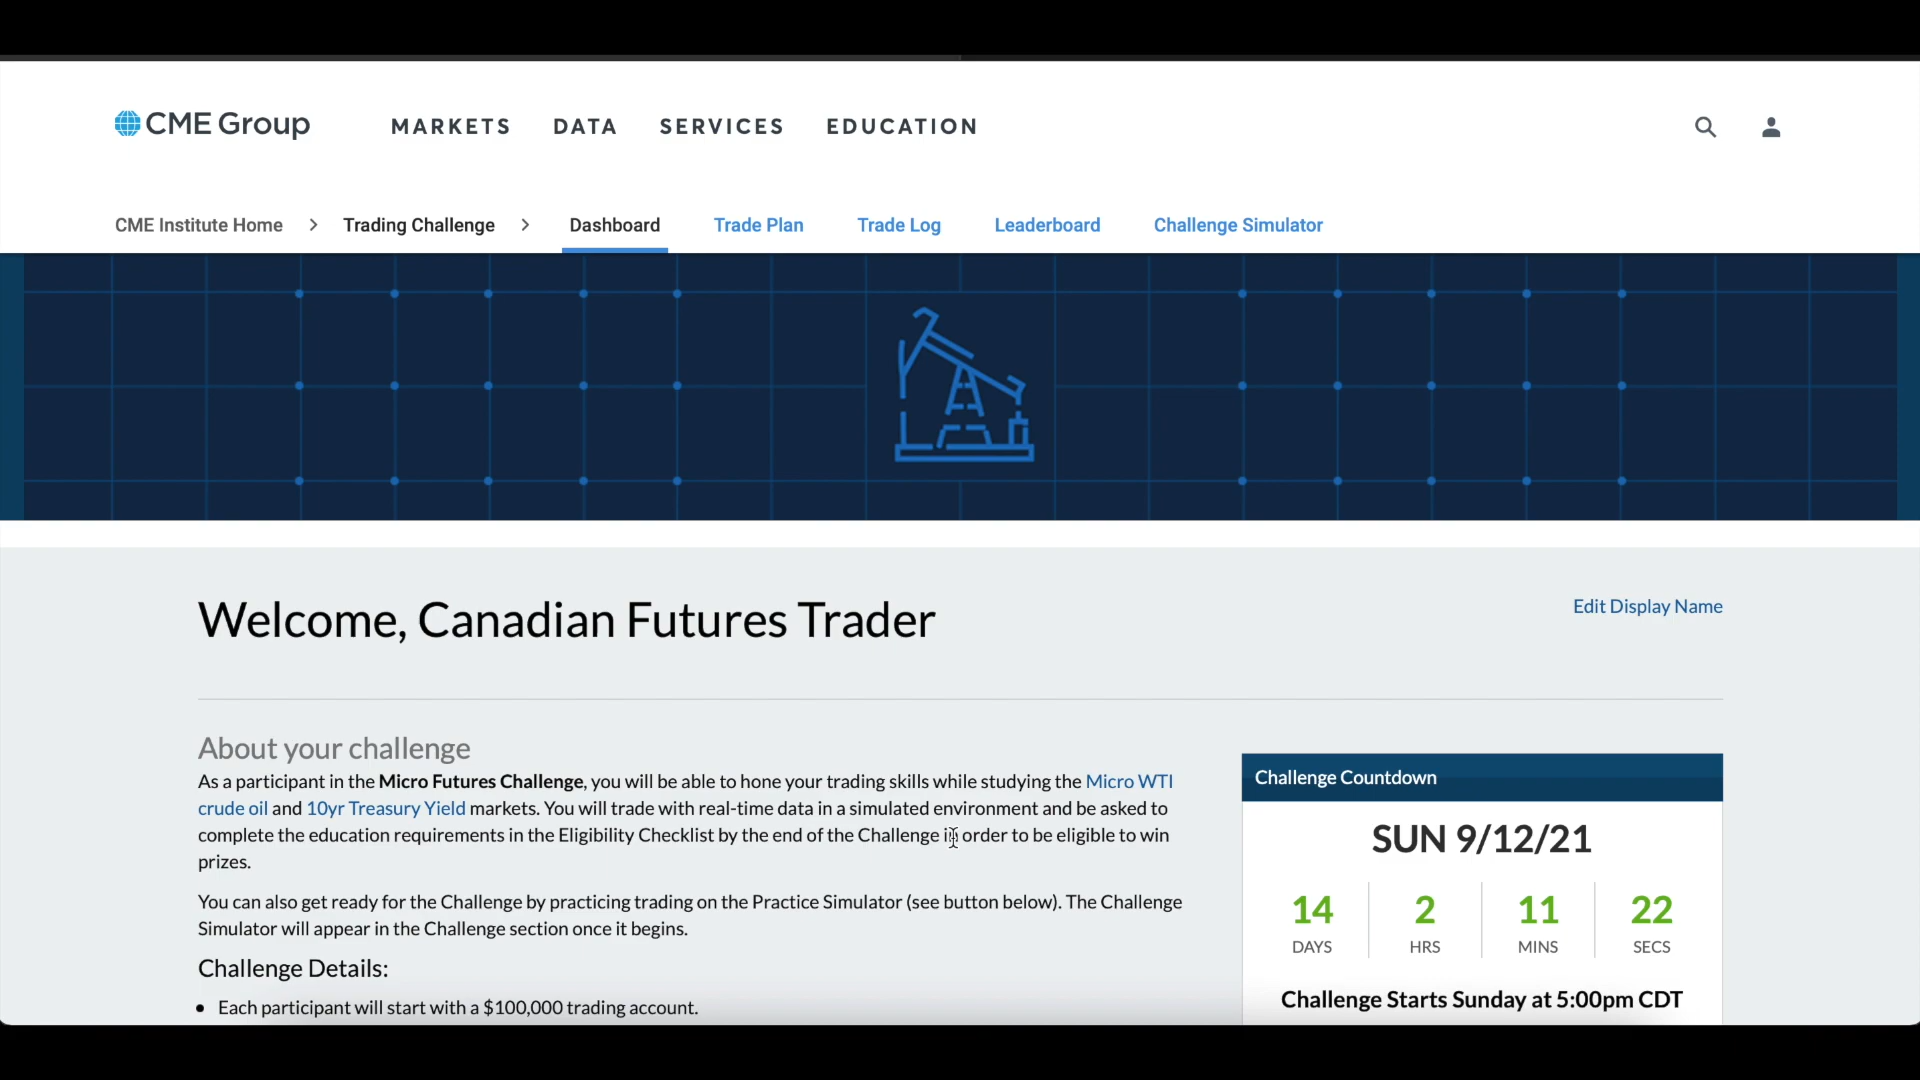 CME Group MARKETS DATA SERVICES EDUCATION
CME Institute Home > Trading Challenge > Dashboard Trade Plan Trade Log Leaderboard Challenge Simulator
Welcome, Canadian Futures Trader
Edit Display Name
About your challenge
As a participant in the Micro Futures Challenge, you will be able to hone your trading skills while studying the Micro WTI
crude oil and 10yr Treasury Yield markets. You will trade with real-time data in a simulated environment and be asked to
complete the education requirements in the Eligibility Checklist by the end of the Challenge in order to be eligible to win
prizes.
You can also get ready for the Challenge by practicing trading on the Practice Simulator (see button below). The Challenge
Simulator will appear in the Challenge section once it begins.
Challenge Details:
• Each participant will start with a $100,000 trading account.
Challenge Countdown
SUN 9/12/21
14 2 11 22
DAYS HRS MINS SECS
Challenge Starts Sunday at 5:00pm CDT